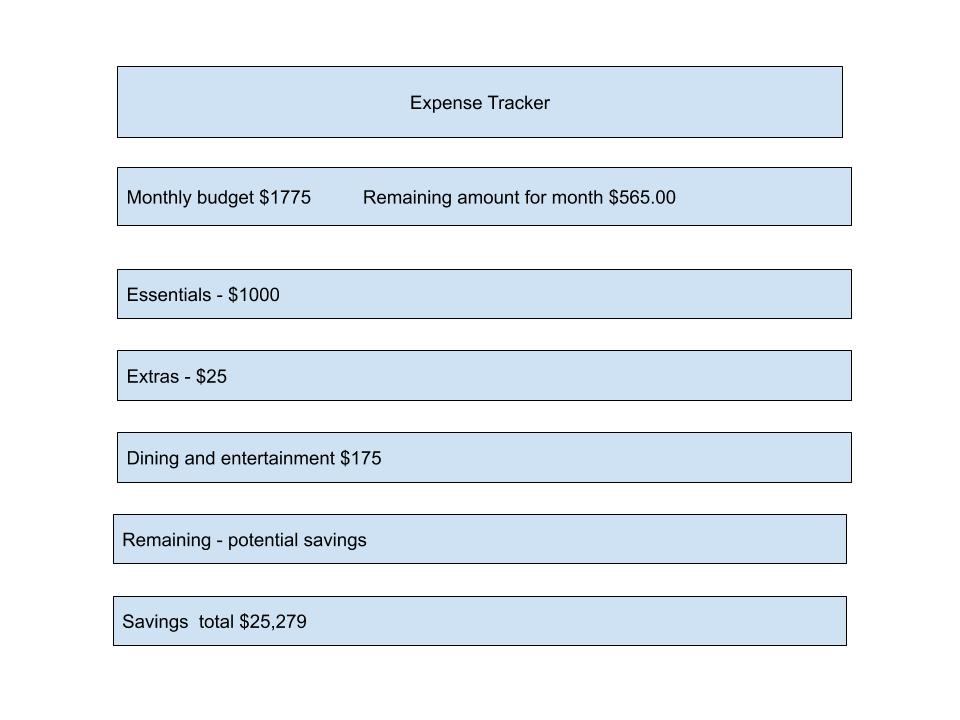 Expense Tracker
Monthly budget $1775 Remaining amount for month $565.00
Essentials - $1000
Extras - $25
Dining and entertainment $175
Remaining - potential savings
Savings  total $25,279